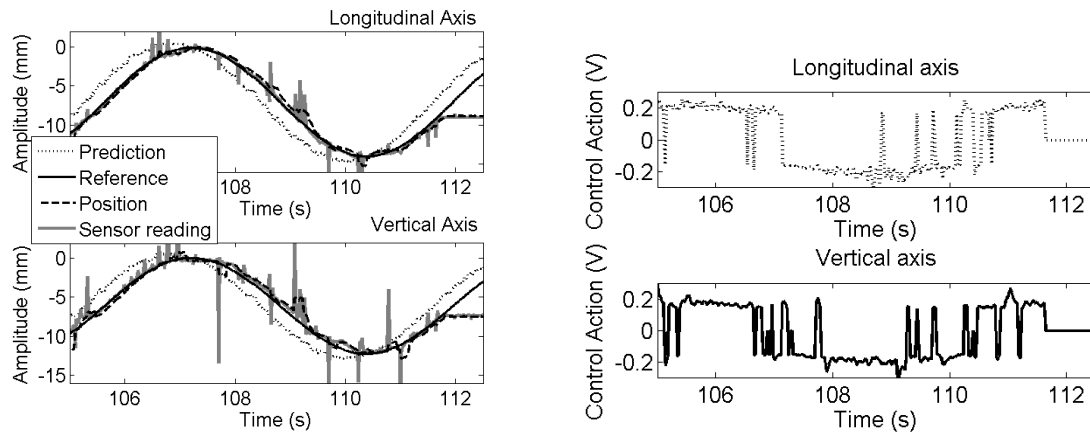 Longitudinal Axis
Amplitude (mm)
0
-5
-10
108
110
112
Time (s)
Prediction
Reference
Position
Sensor reading
Vertical Axis
Amplitude (mm)
0
-5
-10
-15
106
108
110
112
Time (s)
Longitudinal axis
Control Action (V)
0.2
0
-0.2
106
108
110
112
Time (s)
Vertical axis
Control Action (V)
0.2
0
-0.2
106
108
110
112
Time (s)